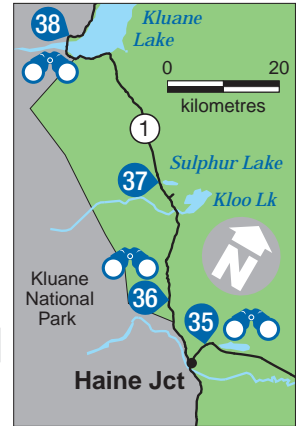 38
Kluane
Lake
0
20
kilometres
1
Sulphur Lake
37
Kloo Lk
N
Kluane
National
Park
36
35
Haine Jct